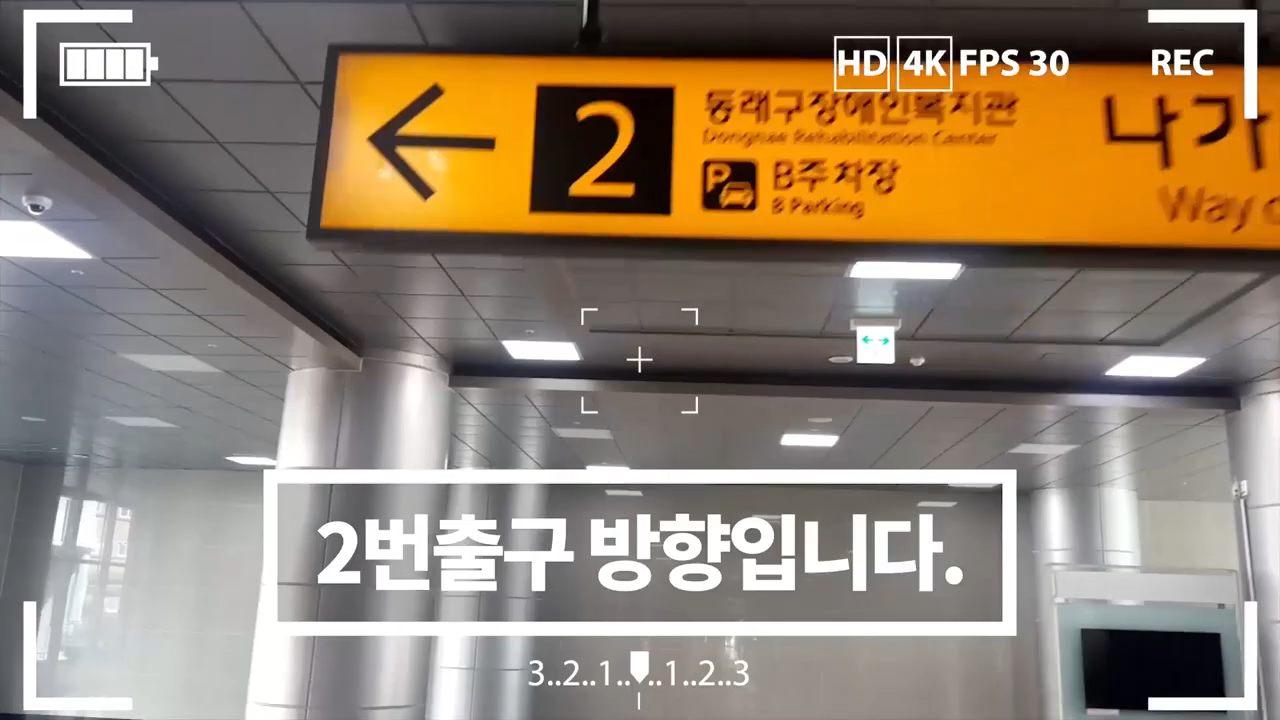 HD 4K FPS 30 REC
2
동래구장애인복지관
Dongnae Rehabilitation Center
P B주차장
B Parking
나가
Way
2번출구 방향입니다.
3..2..1..
..1..2..3